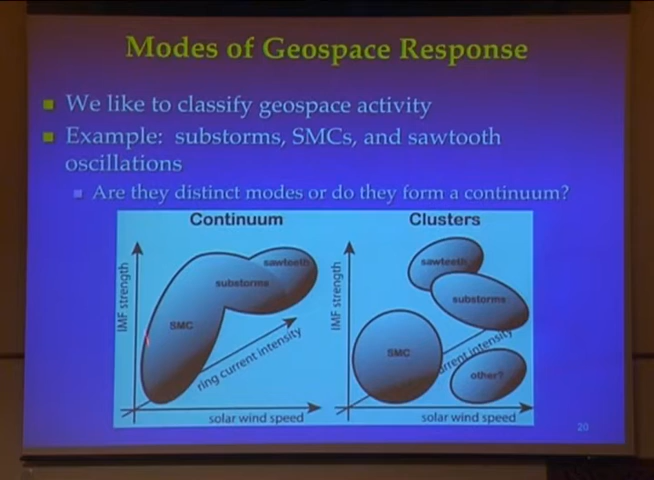 Modes of Geospace Response
We like to classify geospace activity
Example: substorms, SMCs, and sawtooth
oscillations
Are they distinct modes or do they form a continuum?
Continuum
Clusters
IMF strength
sawteeth
substorms
SMC
ring current intensity
solar wind speed
IMF strength
sawteeth
substorms
SMC
urrent intensity
other?
solar wind speed
20